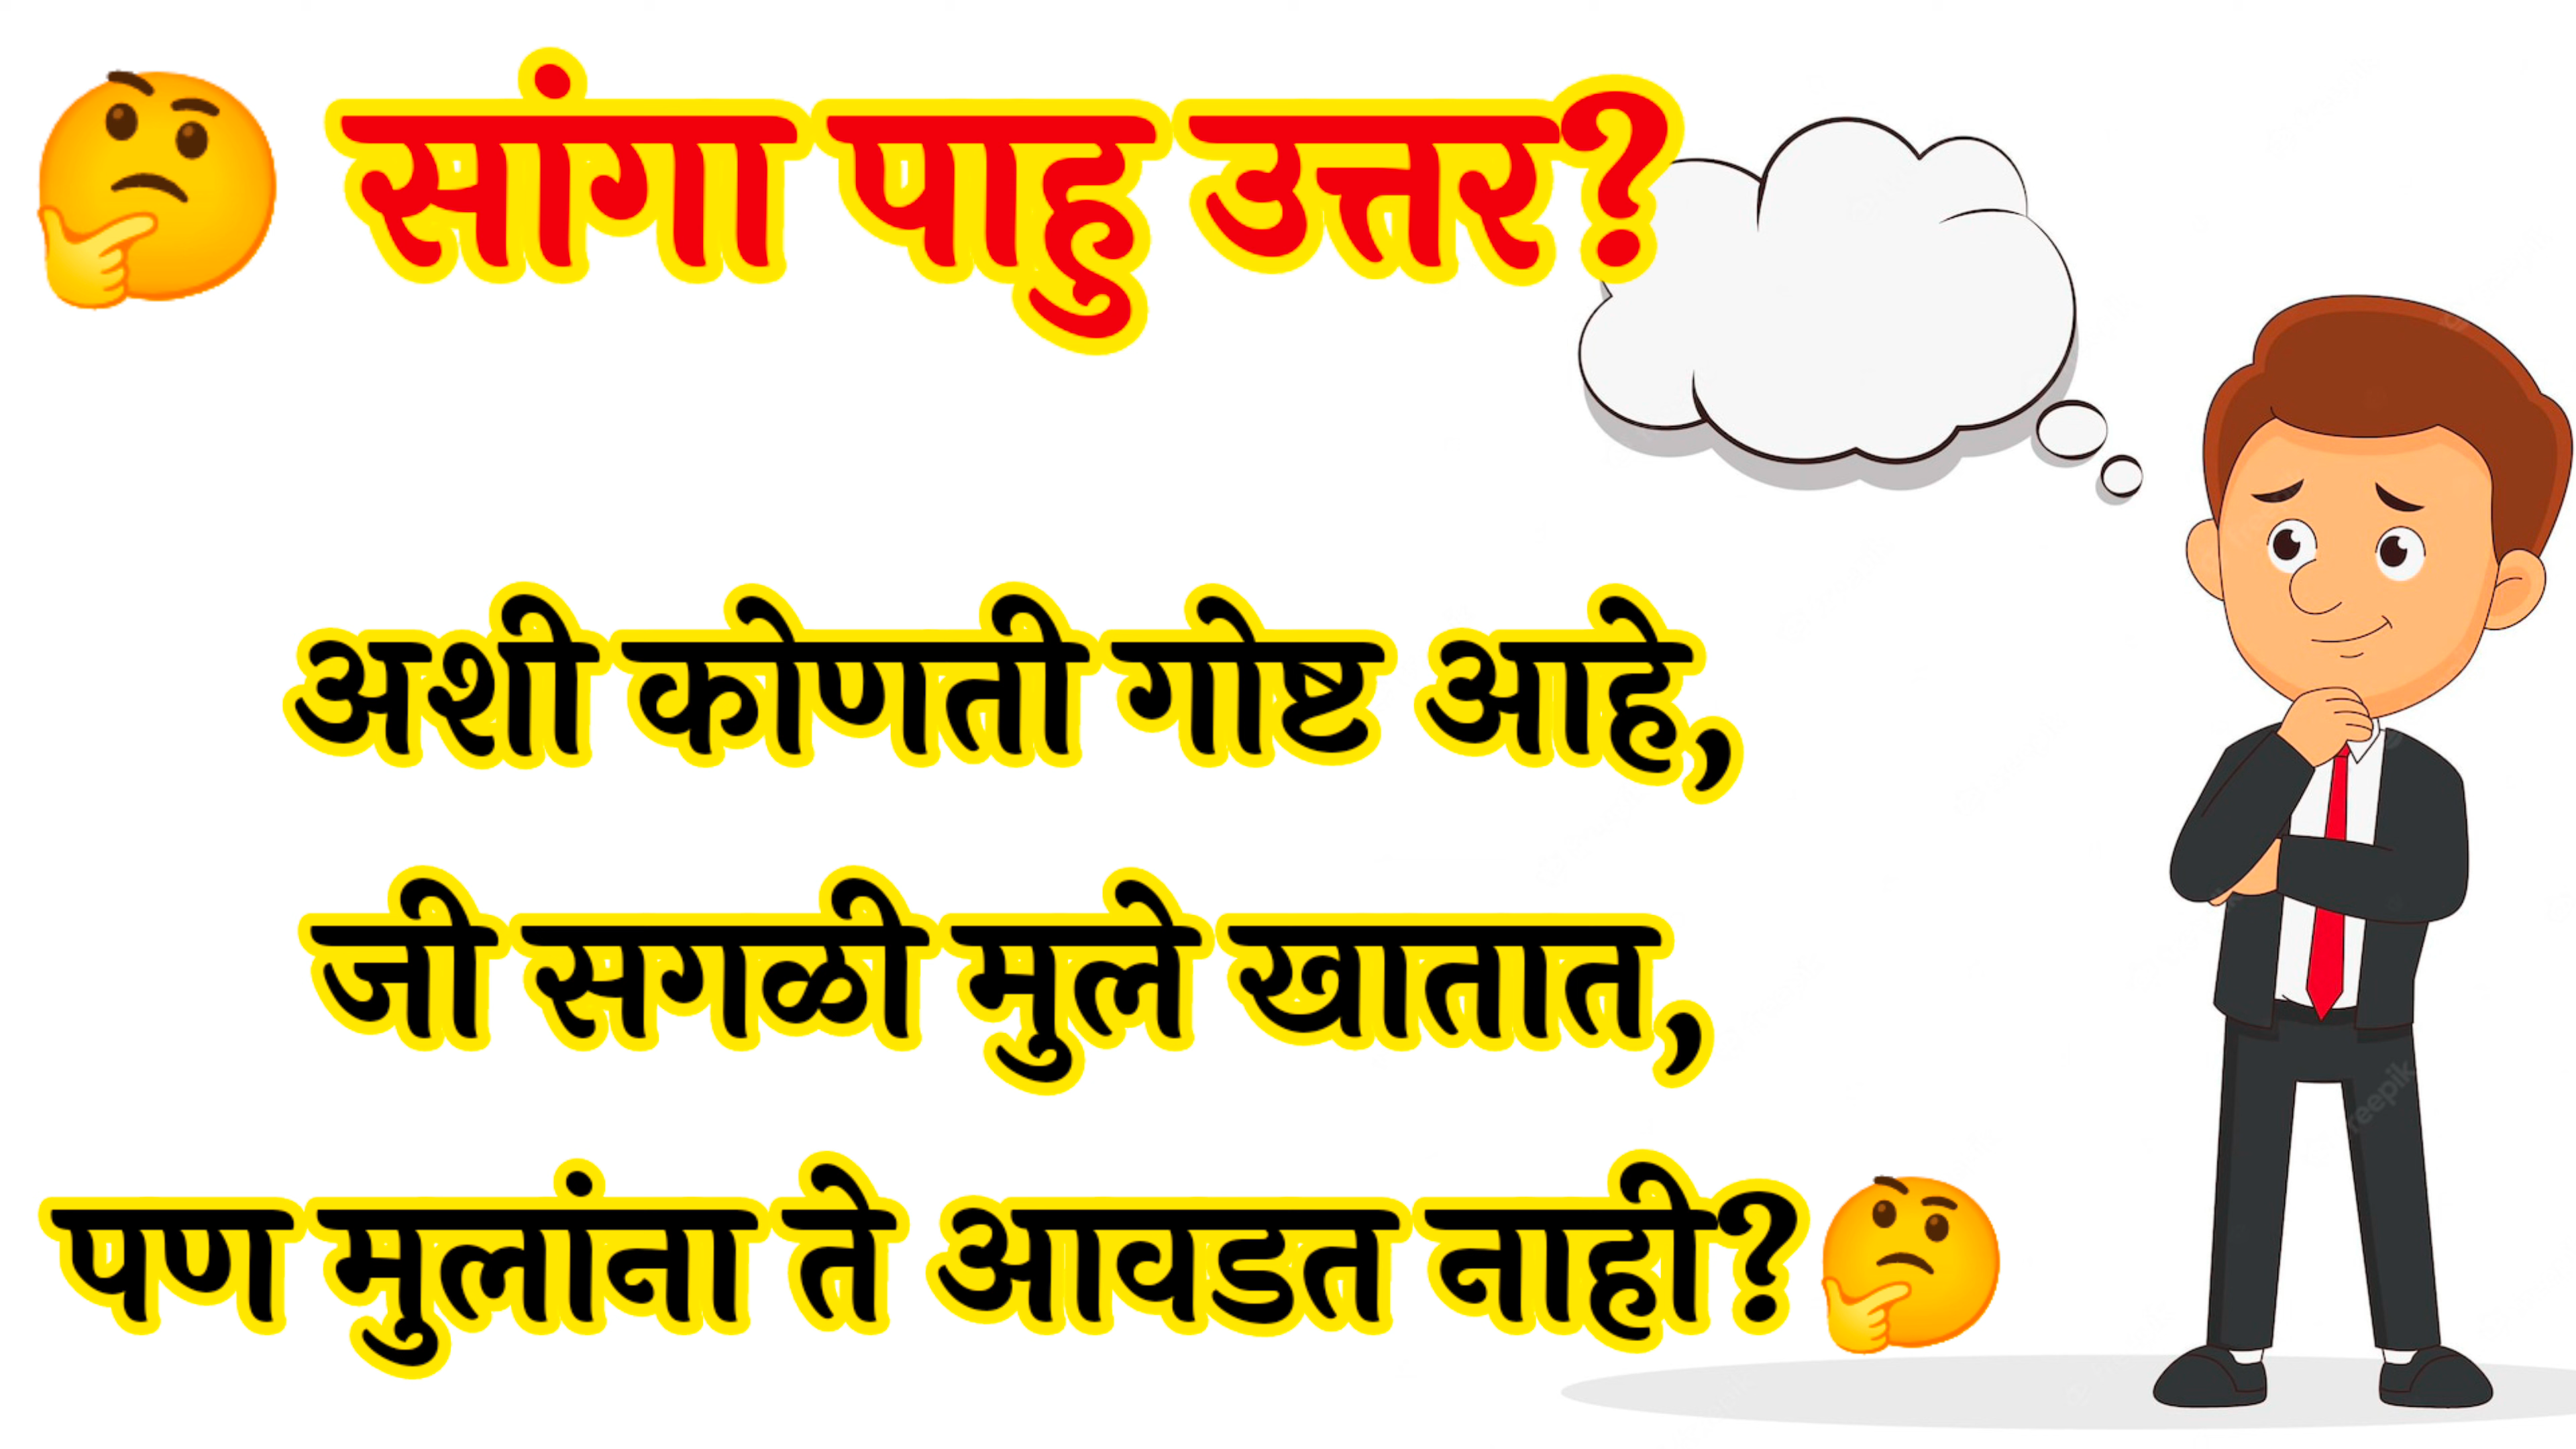 सांगा पाहु उत्तर?
अशी कोणती गोष्ट आहे,
जी सगळी मुले खातात,
पण मुलांना ते आवडत नाही?